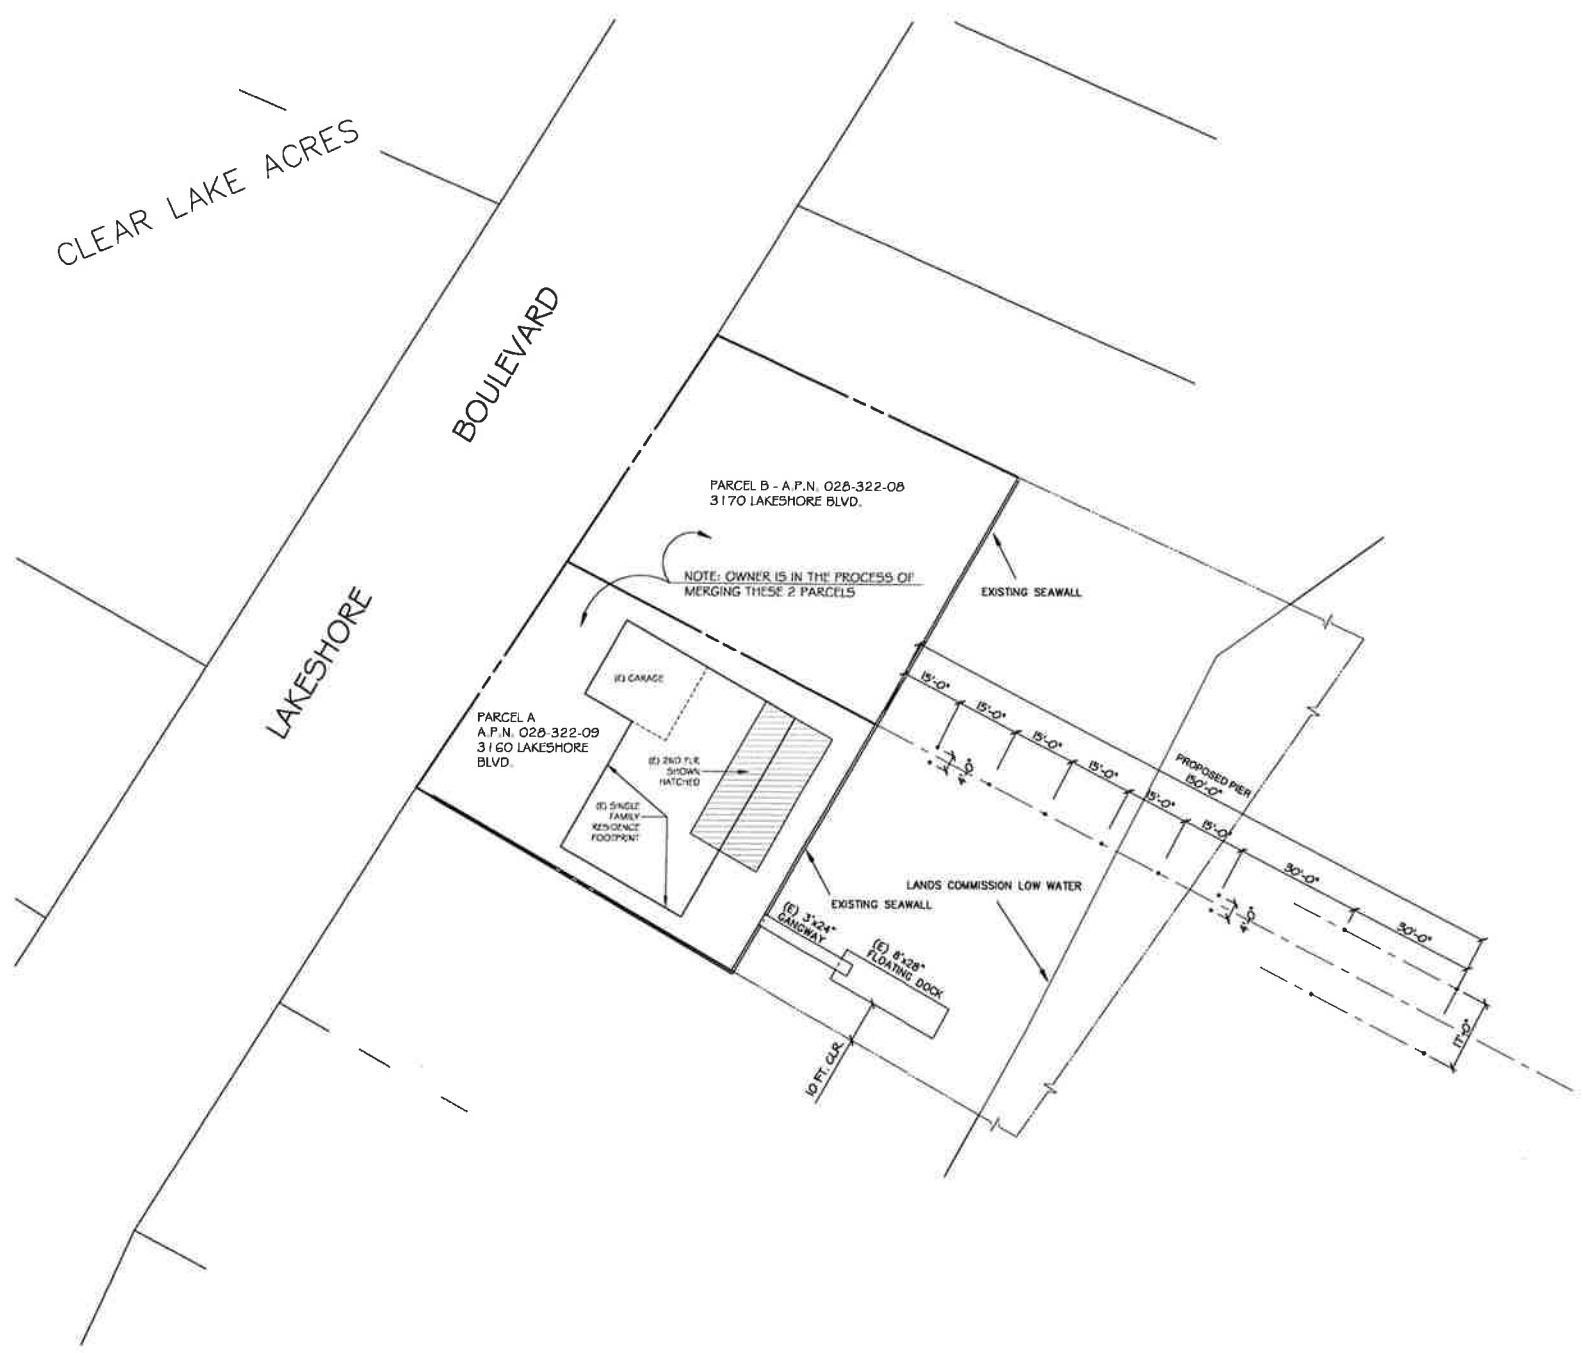 CLEAR LAKE ACRES
BOULEVARD
LAKESHORE
PARCEL B - A.P.N. 028-322-08
3170 LAKESHORE BLVD.
NOTE: OWNER IS IN THE PROCESS OF
MERGING THESE 2 PARCELS
EXISTING SEAWALL
(E) GARAGE
PARCEL A
A.P.N. 028-322-09
3160 LAKESHORE
BLVD.
(E) 2ND FLR.
SHOWN
HATCHED
(E) SINGLE
FAMILY
RESIDENCE
FOOTPRINT
15'-0"
15'-0"
15'-0"
15'-0"
15'-0"
15'-0"
30'-0"
30'-0"
4'-0"
4'-0"
17'-0"
PROPOSED PIER
150'-0"
LANDS COMMISSION LOW WATER
EXISTING SEAWALL
(E) 3'x24"
GANGWAY
(E) 8'x28"
FLOATING DOCK
10 FT. CLR.